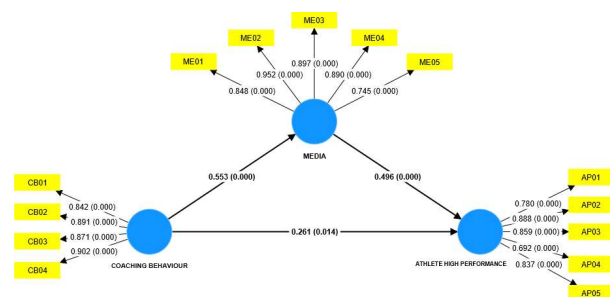 ME03
ME02
ME04
ME01
ME05
0.897 (0.000)
0.952 (0.000)
0.890 (0.000)
0.848 (0.000)
0.745 (0.000)
MEDIA
0.553 (0.000)
0.496 (0.000)
CB01
CB02
CB03
CB04
0.842 (0.000)
0.891 (0.000)
0.871 (0.000)
0.902 (0.000)
COACHING BEHAVIOUR
0.261 (0.014)
AP01
AP02
AP03
AP04
AP05
0.780 (0.000)
0.888 (0.000)
0.859 (0.000)
0.692 (0.000)
0.837 (0.000)
ATHLETE HIGH PERFORMANCE